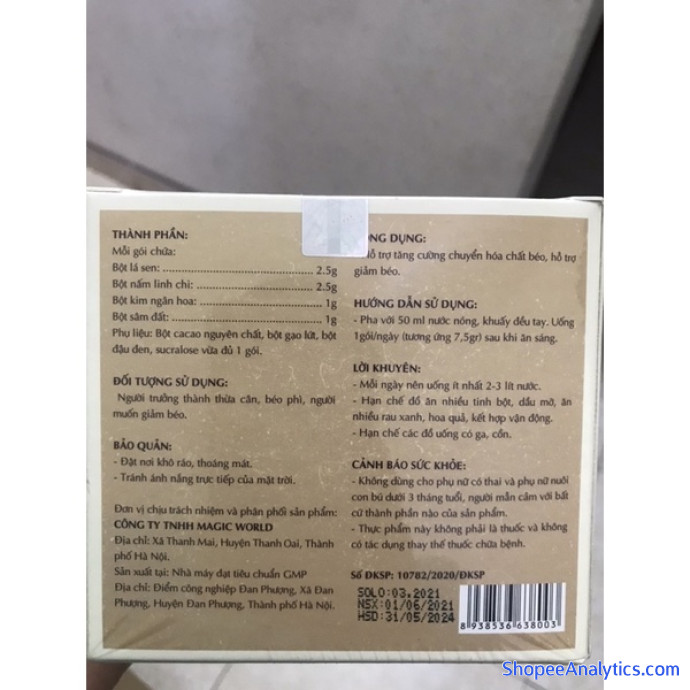 THÀNH PHẦN:
Mỗi gói chứa:
Bột lá sen: ........................................ 2.5g
Bột nấm linh chi: ............................... 2.5g
Bột kim ngân hoa: ............................... 1g
Bột sâm đất: ........................................ 1g
Phụ liệu: Bột cacao nguyên chất, bột gạo lứt, bột
đậu đen, sucralose vừa đủ 1 gói.
ĐỐI TƯỢNG SỬ DỤNG:
Người trưởng thành thừa cân, béo phì, người
muốn giảm béo.
BẢO QUẢN:
- Đặt nơi khô ráo, thoáng mát.
- Tránh ánh nắng trực tiếp của mặt trời.
Đơn vị chịu trách nhiệm và phân phối sản phẩm:
CÔNG TY TNHH MAGIC WORLD
Địa chỉ: Xã Thanh Mai, Huyện Thanh Oai, Thành
phố Hà Nội.
Sản xuất tại: Nhà máy đạt tiêu chuẩn GMP
Địa chỉ: Điểm công nghiệp Đan Phượng, Xã Đan
Phượng, Huyện Đan Phượng, Thành phố Hà Nội.
ÔNG DỤNG:
Hỗ trợ tăng cường chuyển hóa chất béo, hỗ trợ
giảm béo.
HƯỚNG DẪN SỬ DỤNG:
- Pha với 50 ml nước nóng, khuấy đều tay. Uống
1gói/ngày (tương ứng 7,5gr) sau khi ăn sáng.
LỜI KHUYÊN:
- Mỗi ngày nên uống ít nhất 2-3 lít nước.
- Hạn chế đồ ăn nhiều tinh bột, dầu mỡ, ăn
nhiều rau xanh, hoa quả, kết hợp vận động.
- Hạn chế các đồ uống có ga, cồn.
CẢNH BÁO SỨC KHỎE:
- Không dùng cho phụ nữ có thai và phụ nữ nuôi
con bú dưới 3 tháng tuổi, người mẫn cảm với bất
cứ thành phần nào của sản phẩm.
- Thực phẩm này không phải là thuốc và không
có tác dụng thay thế thuốc chữa bệnh.
Số ĐKSP: 10782/2020/ĐKSP
SOLO:03.2021
NSX:01/06/2021
HSD:31/05/2024
8 938536 638003
ShopeeAnalytics.com